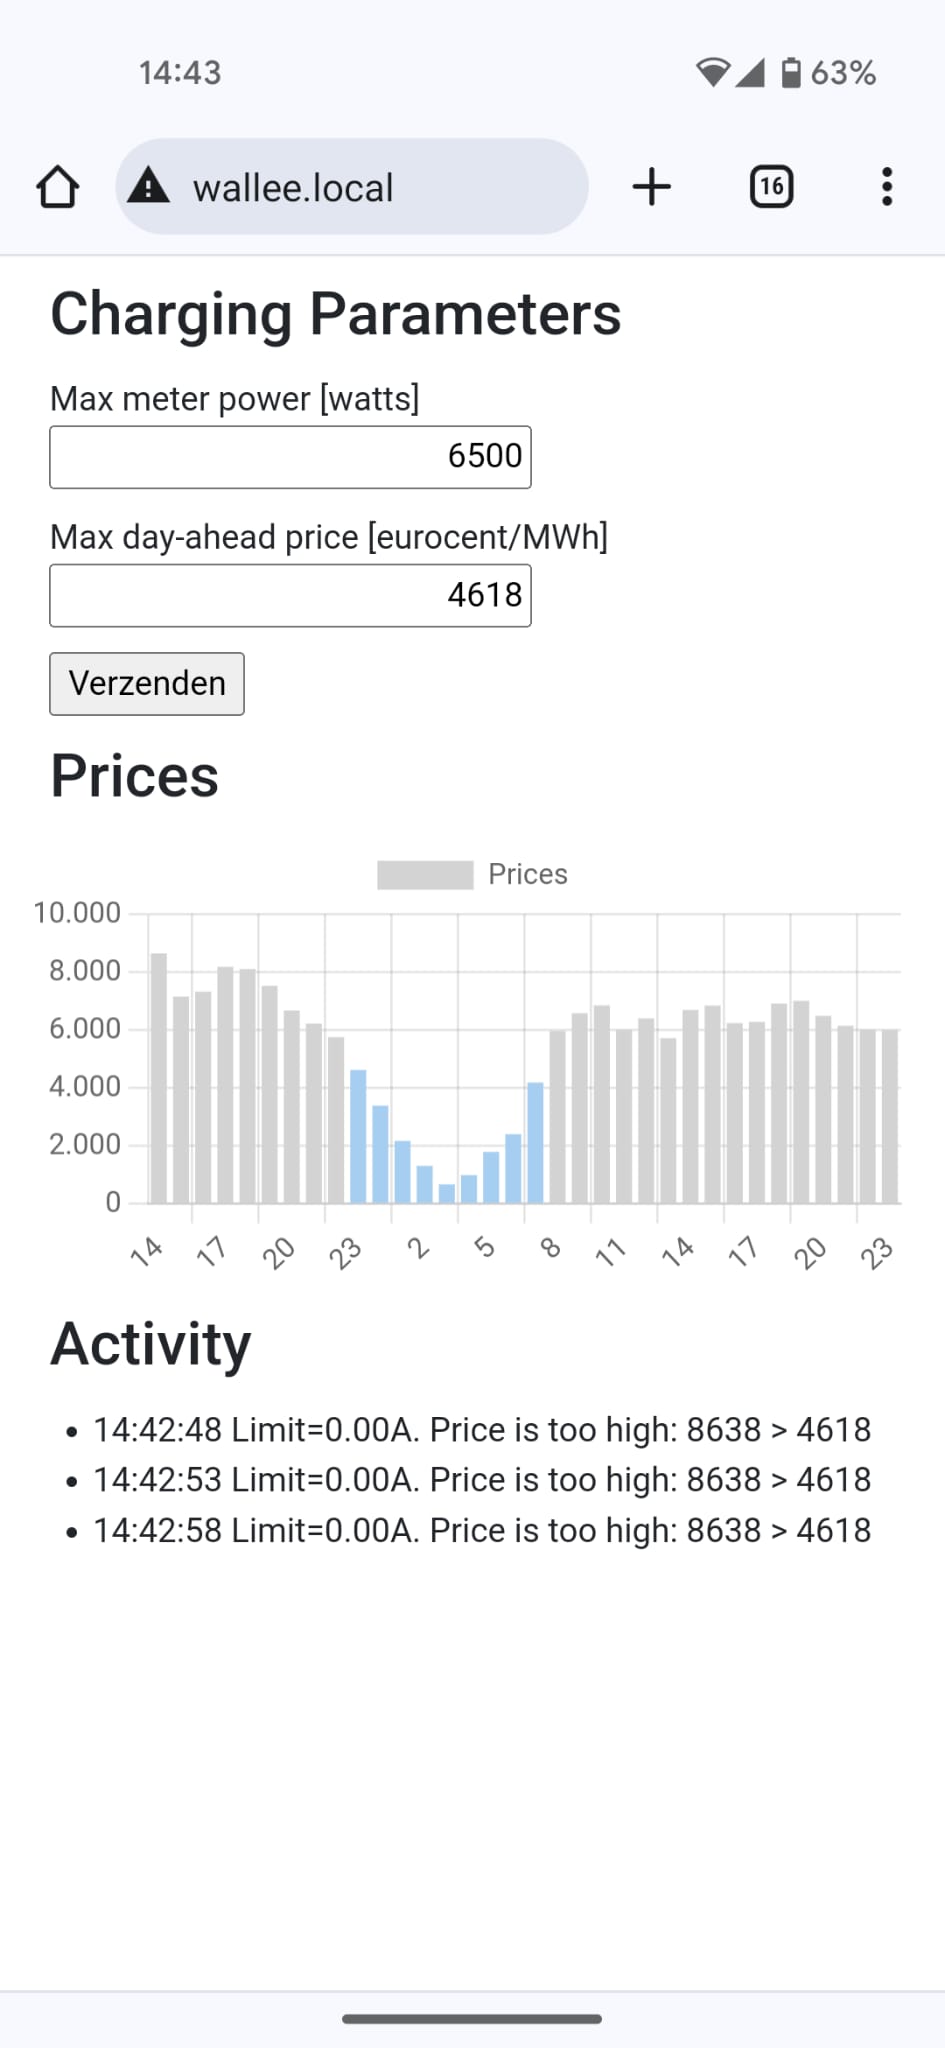 14:43
63%
wallee.local
16
Charging Parameters
Max meter power [watts]
6500
Max day-ahead price [eurocent/MWh]
4618
Verzenden
Prices
Prices
10.000
8.000
6.000
4.000
2.000
0
14 17 20 23 2 5 8 11 14 17 20 23
Activity
• 14:42:48 Limit=0.00A. Price is too high: 8638 > 4618
• 14:42:53 Limit=0.00A. Price is too high: 8638 > 4618
• 14:42:58 Limit=0.00A. Price is too high: 8638 > 4618